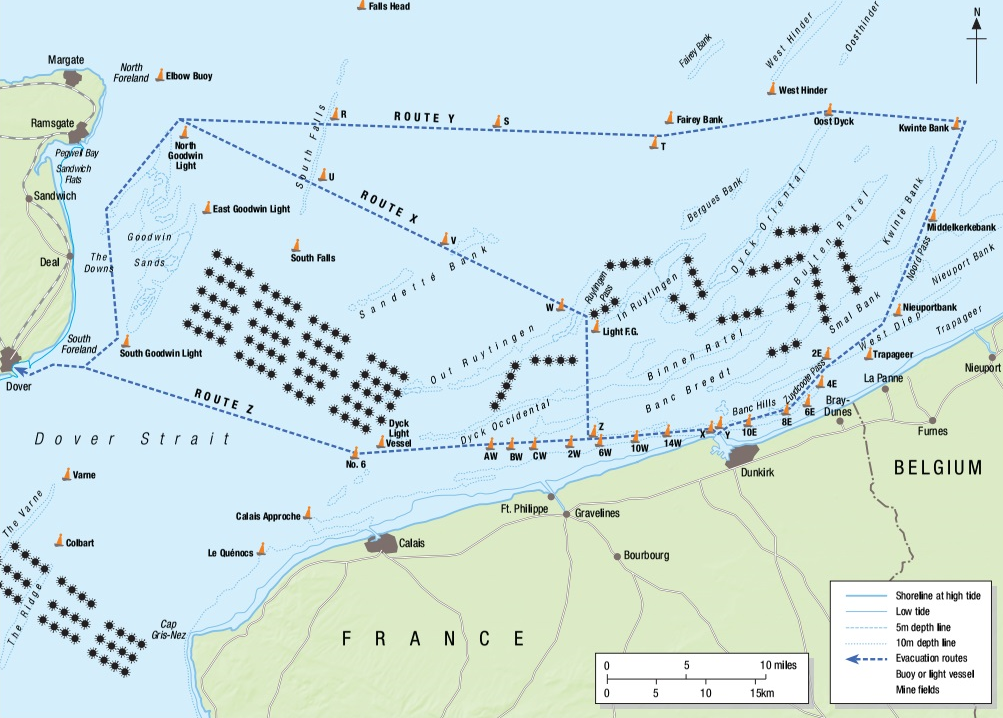 Falls Head
N
Margate
North
Foreland
Elbow Buoy
Failey Bank
West Hinder
Oosthinder
West Hinder
Ramsgate
R
ROUTE Y
S
Fairey Bank
T
Oost Dyck
Kwinte Bank
North
Goodwin
Light
South Falls
Pegwell Bay
Sandwich
Flats
Sandwich
U
ROUTE X
East Goodwin Light
Goodwin
Sands
South Falls
V
Bergues Bank
Dyck Oriental
Buiten Ratel
Kwinte Bank
Middelkerkebank
Noord Pass
Nieuport Bank
Deal
The
Downs
Sandetté Bank
W
Ruytingen
Pass
In Ruytingen
Light F.G.
Small Bank
Nieuportbank
West Diep
Trapageer
South
Foreland
South Goodwin Light
Dover
Out Ruytingen
Binnen Ratel
Banc Breedt
2E
Zuydcoote Pass
Trapageer
La Panne
Nieuport
ROUTE Z
Dyck Occidental
Banc Hills
4E
6E
8E
Bray-
Dunes
Furnes
Dyck
Light
Vessel
No. 6
AW
BW
CW
2W
Z
6W
10W
14W
X
Y
10E
Dunkirk
BELGIUM
Dover Strait
Varne
The Varne
Colbart
The Ridge
Calais Approche
Le Quénocs
Calais
Ft. Philippe
Gravelines
Bourbourg
Cap
Gris-Nez
FRANCE
0 5 10 miles
0 5 10 15km
Shoreline at high tide
Low tide
5m depth line
10m depth line
Evacuation routes
Buoy or light vessel
Mine fields